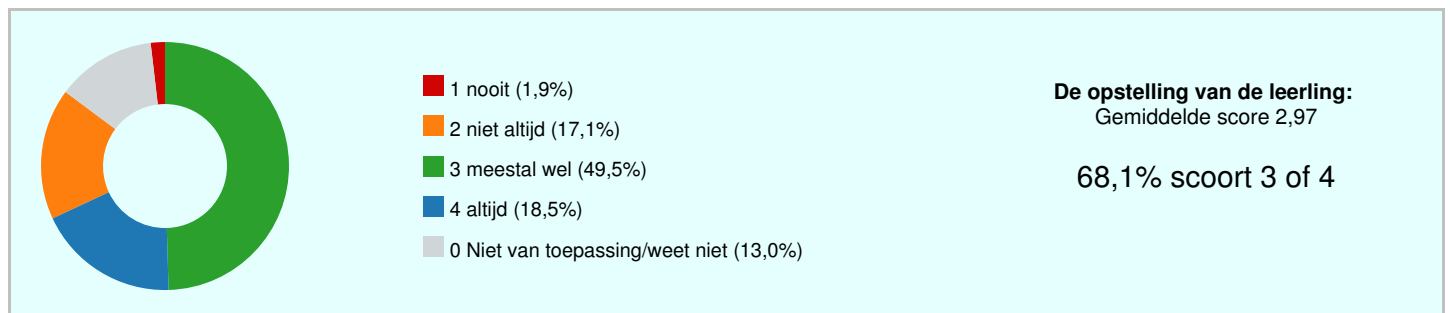 1 nooit (1,9%)
2 niet altijd (17,1%)
3 meestal wel (49,5%)
4 altijd (18,5%)
0 Niet van toepassing/weet niet (13,0%)
De opstelling van de leerling:
Gemiddelde score 2,97
68,1% scoort 3 of 4